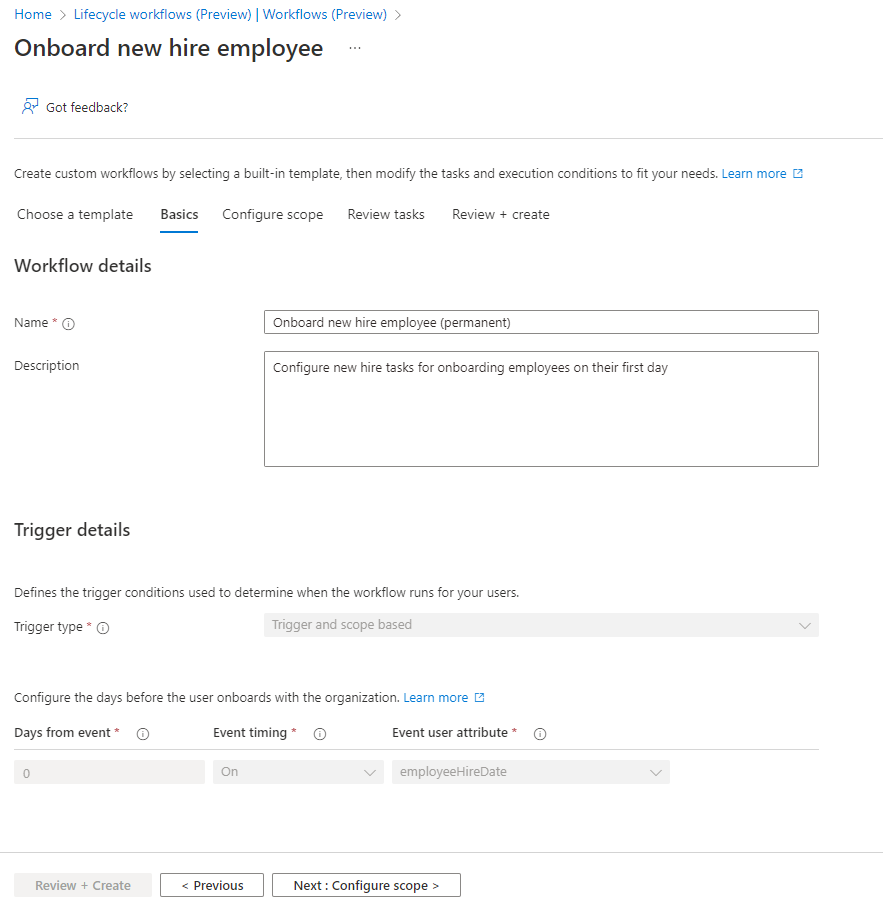 Home > Lifecycle workflows (Preview) | Workflows (Preview) >
Onboard new hire employee ...
Got feedback?
Create custom workflows by selecting a built-in template, then modify the tasks and execution conditions to fit your needs. Learn more
Choose a template Basics Configure scope Review tasks Review + create
Workflow details
Name * Onboard new hire employee (permanent)
Description Configure new hire tasks for onboarding employees on their first day
Trigger details
Defines the trigger conditions used to determine when the workflow runs for your users.
Trigger type * Trigger and scope based
Configure the days before the user onboards with the organization. Learn more
Days from event * Event timing * Event user attribute *
0 On employeeHireDate
Review + Create < Previous Next : Configure scope >